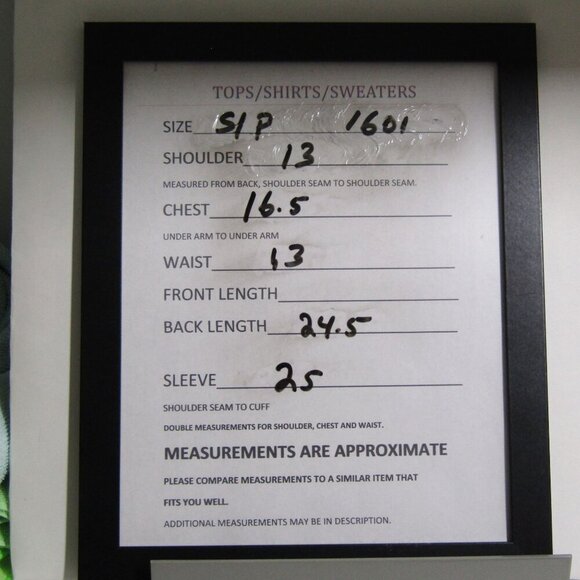 TOPS/SHIRTS/SWEATERS
SIZE S/P 1601
SHOULDER 13
MEASURED FROM BACK, SHOULDER SEAM TO SHOULDER SEAM.
CHEST 16.5
UNDER ARM TO UNDER ARM
WAIST 13
FRONT LENGTH
BACK LENGTH 24.5
SLEEVE 25
SHOULDER SEAM TO CUFF
DOUBLE MEASUREMENTS FOR SHOULDER, CHEST AND WAIST.
MEASUREMENTS ARE APPROXIMATE
PLEASE COMPARE MEASUREMENTS TO A SIMILAR ITEM THAT
FITS YOU WELL.
ADDITIONAL MEASUREMENTS MAY BE IN DESCRIPTION.